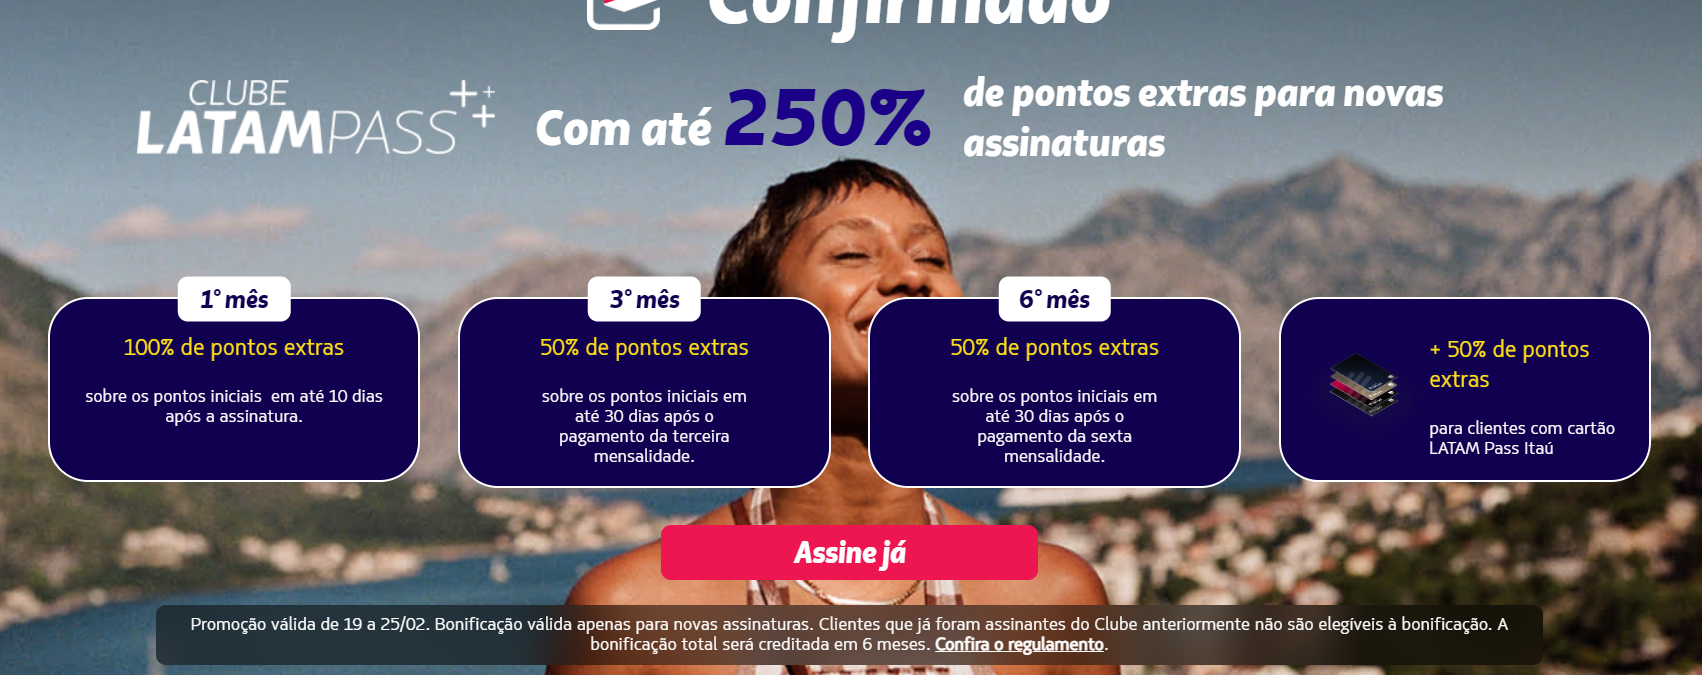 Confirmado
CLUBE
LATAMPASS
Com até 250%
de pontos extras para novas
assinaturas
1° mês
100% de pontos extras
sobre os pontos iniciais em até 10 dias
após a assinatura.
3° mês
50% de pontos extras
sobre os pontos iniciais em
até 30 dias após o
pagamento da terceira
mensalidade.
6° mês
50% de pontos extras
sobre os pontos iniciais em
até 30 dias após o
pagamento da sexta
mensalidade.
+ 50% de pontos
extras
para clientes com cartão
LATAM Pass Itaú
Assine já
Promoção válida de 19 a 25/02. Bonificação válida apenas para novas assinaturas. Clientes que já foram assinantes do Clube anteriormente não são elegíveis à bonificação. A
bonificação total será creditada em 6 meses. Confira o regulamento.